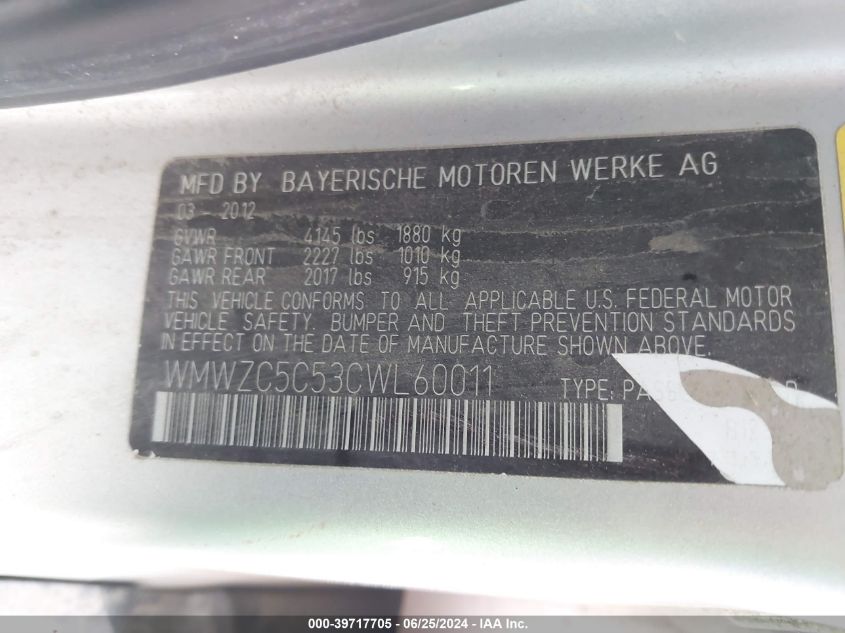 MFD BY BAYERISCHE MOTOREN WERKE AG
03 2012
GVWR 4145 lbs 1880 kg
GAWR FRONT 2227 lbs 1010 kg
GAWR REAR 2017 lbs 915 kg
THIS VEHICLE CONFORMS TO ALL APPLICABLE U.S. FEDERAL MOTOR
VEHICLE SAFETY, BUMPER AND THEFT PREVENTION STANDARDS
IN EFFECT ON THE DATE OF MANUFACTURE SHOWN ABOVE.
WMWZC5C53CWL60011 TYPE:
000-39717705 - 06/25/2024 - IAA Inc.